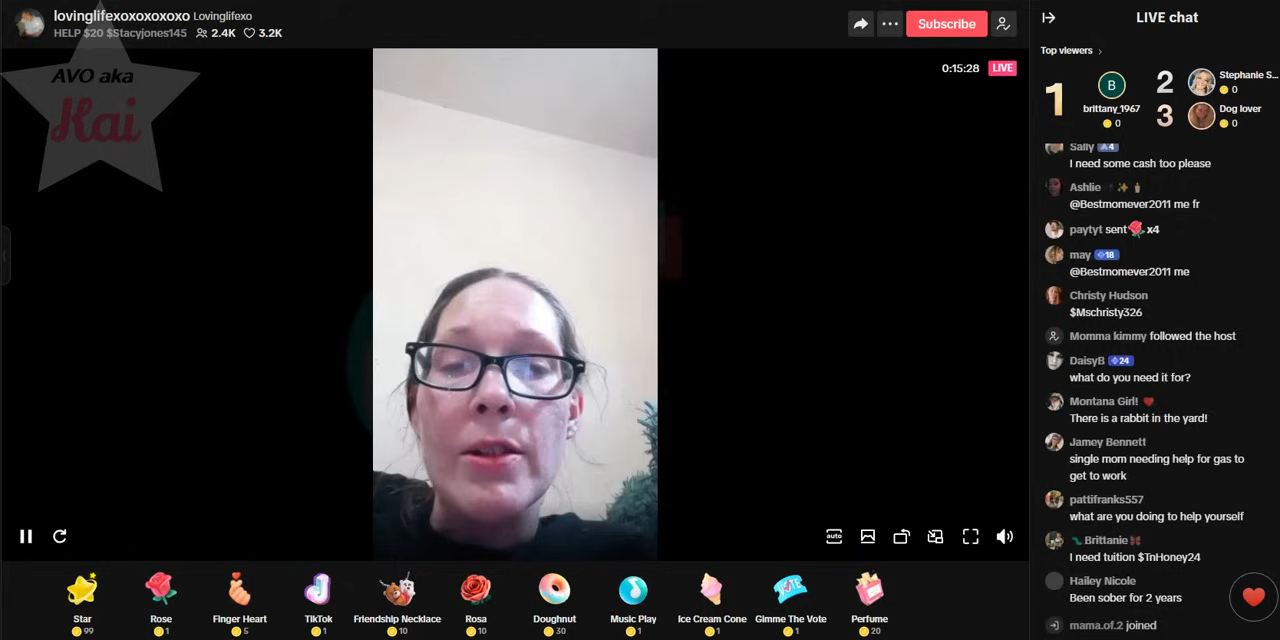 lovinglifexoxoxoxoxo Lovinglifexo
HELP $20 $Stacyjones145 2.4K 3.2K
Subscribe
AVO aka
Kai
0:15:28 LIVE
auto
Star
99
Rose
1
Finger Heart
5
TikTok
1
Friendship Necklace
10
Rosa
10
Doughnut
30
Music Play
1
Ice Cream Cone
1
Gimme The Vote
1
Perfume
20
LIVE chat
Top viewers
1
B
brittany_1967
0
2
Stephanie S...
0
3
Dog lover
0
Sally 4
I need some cash too please
Ashlie
@Bestmomever2011 me fr
paytyt sent x4
may 18
@Bestmomever2011 me
Christy Hudson
$Mschristy326
Momma kimmy followed the host
DaisyB 24
what do you need it for?
Montana Girl!
There is a rabbit in the yard!
Jamey Bennett
single mom needing help for gas to
get to work
pattifranks557
what are you doing to help yourself
Brittanie
I need tuition $TnHoney24
Hailey Nicole
Been sober for 2 years
mama.of.2 joined